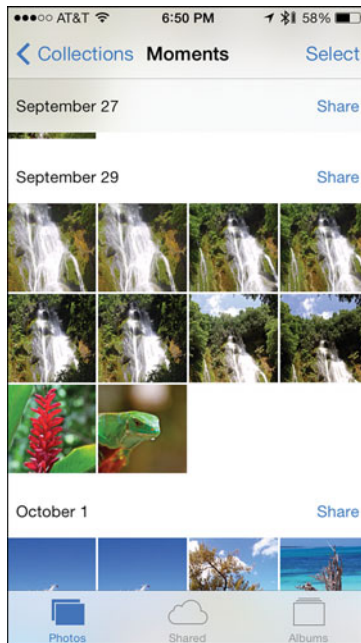 AT&T 6:50 PM 58%
Collections Moments Select
September 27 Share
September 29 Share
October 1 Share
Photos Shared Albums